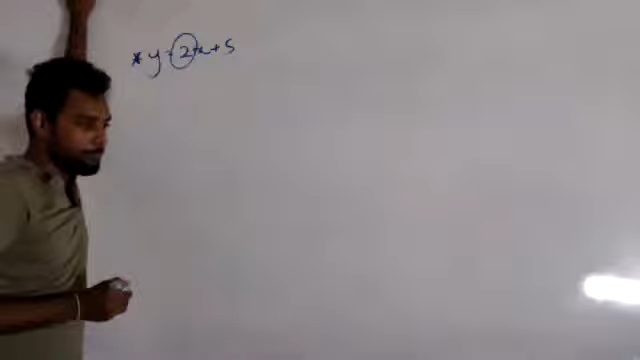 * y = 2x + 5